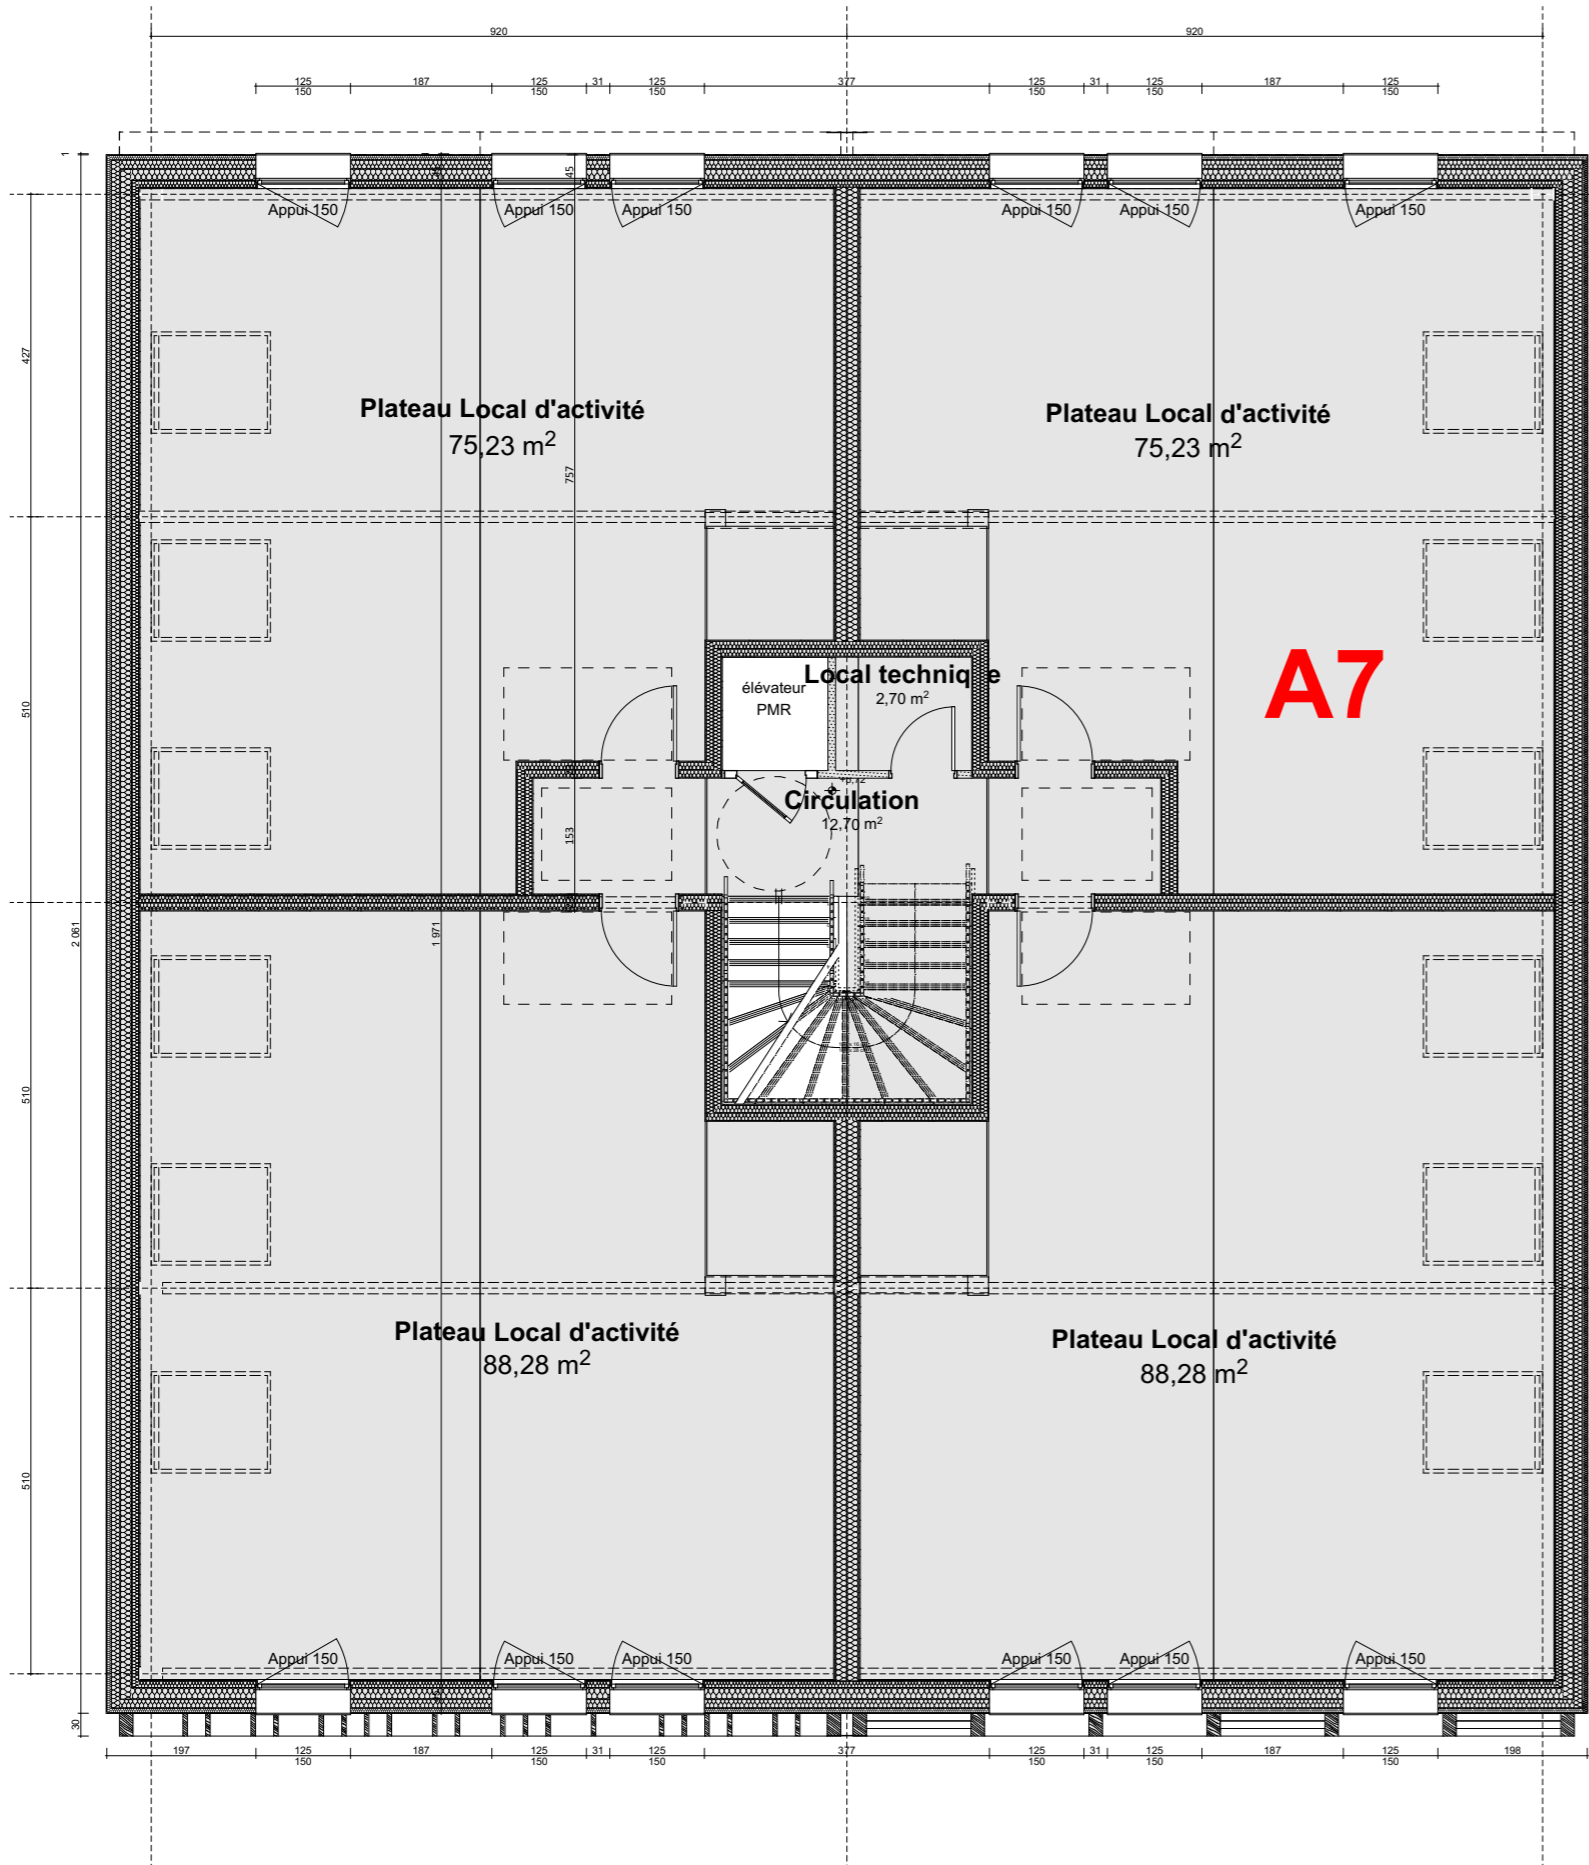 920 920
125 187 125 31 125 377 125 31 125 187 125
150 150 150 150 150 150
1 45
Appui 150 Appui 150 Appui 150 Appui 150 Appui 150 Appui 150
427
Plateau Local d'activité
75,23 m²
Plateau Local d'activité
75,23 m²
757
A7
Local technique
2,70 m²
élévateur
PMR
510
Circulation
12,70 m²
153
2 061
1 971
510
Plateau Local d'activité
88,28 m²
Plateau Local d'activité
88,28 m²
510
Appui 150 Appui 150 Appui 150 Appui 150 Appui 150 Appui 150
30
197 125 187 125 31 125 377 125 31 125 187 125 198
150 150 150 150 150 150